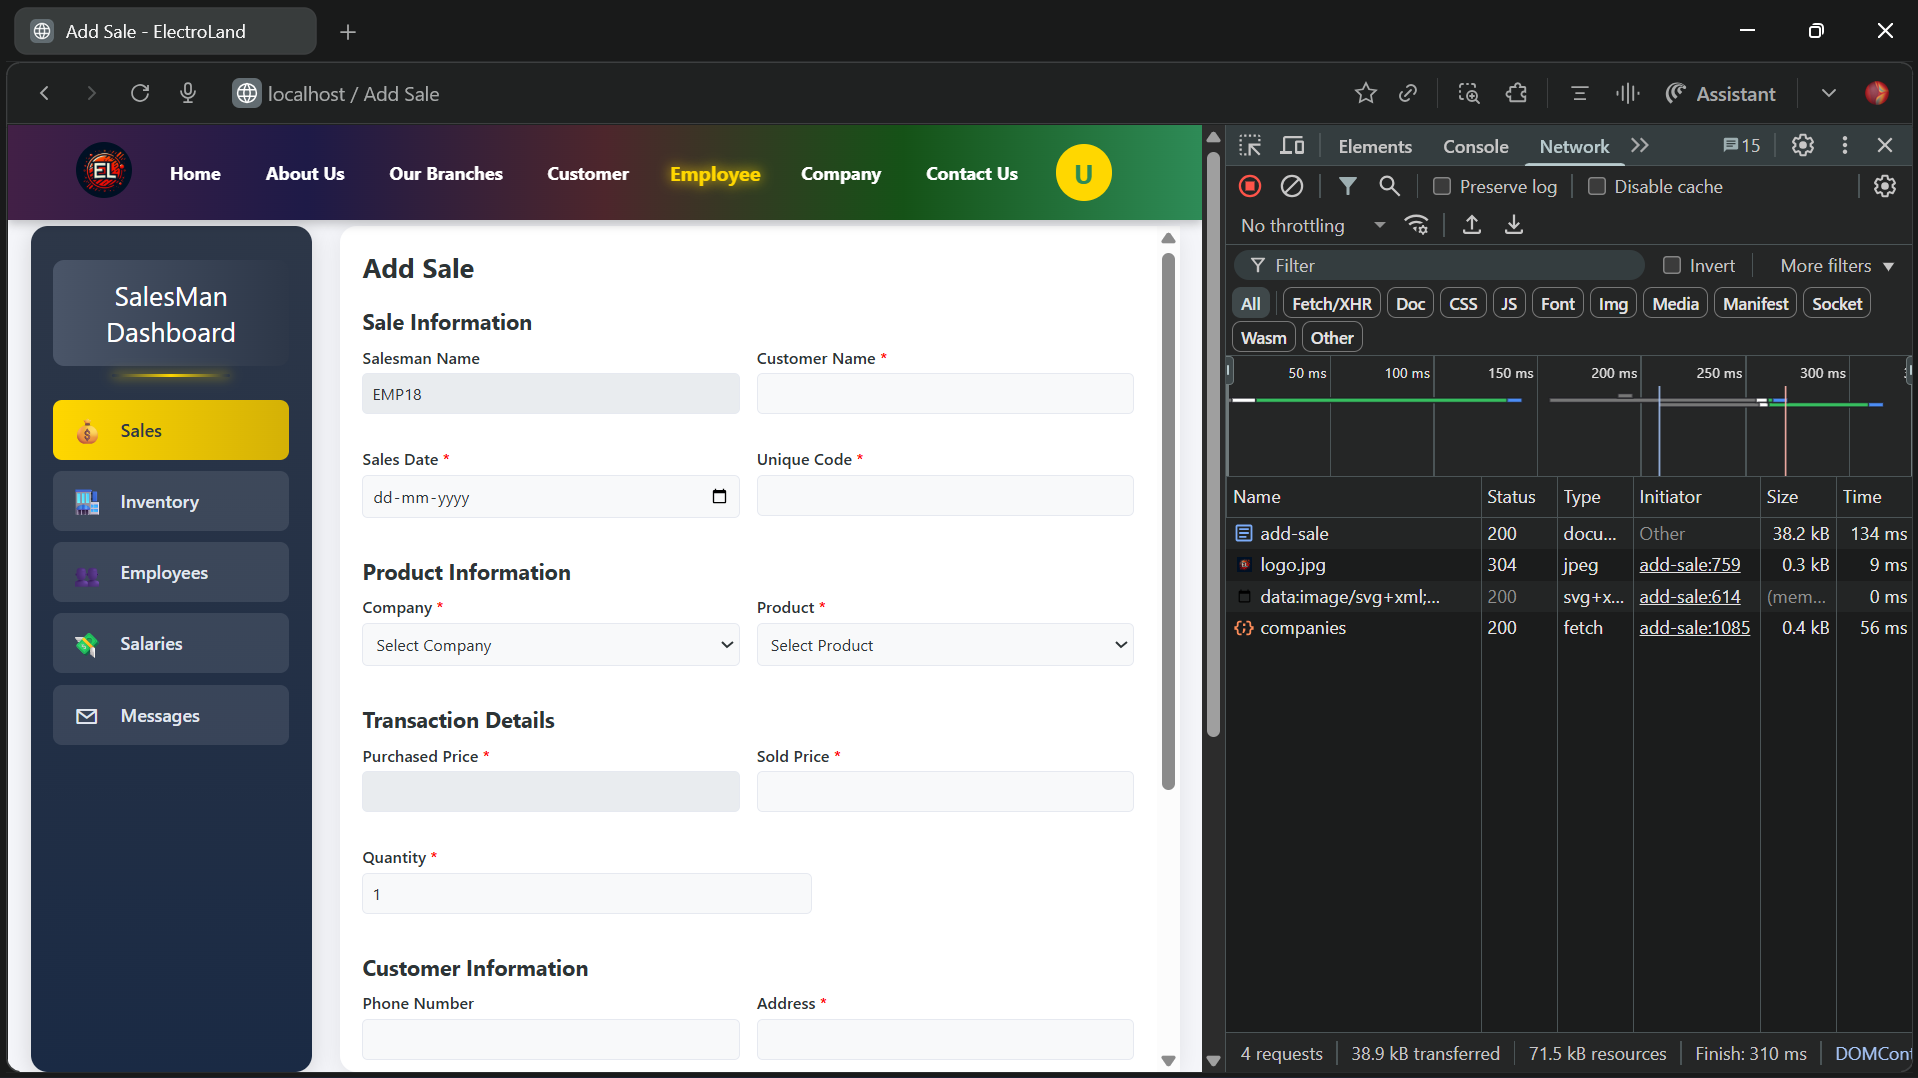 Add Sale - ElectroLand
localhost / Add Sale
Assistant
EL
Home
About Us
Our Branches
Customer
Employee
Company
Contact Us
U
SalesMan
Dashboard
Sales
Inventory
Employees
Salaries
Messages
Add Sale
Sale Information
Salesman Name
Customer Name *
EMP18
Sales Date *
Unique Code *
dd-mm-yyyy
Product Information
Company *
Product *
Select Company
Select Product
Transaction Details
Purchased Price *
Sold Price *
Quantity *
1
Customer Information
Phone Number
Address *
Elements
Console
Network
15
Preserve log
Disable cache
No throttling
Filter
Invert
More filters
All
Fetch/XHR
Doc
CSS
JS
Font
Img
Media
Manifest
Socket
Wasm
Other
50 ms
100 ms
150 ms
200 ms
250 ms
300 ms
Name Status Type Initiator Size Time
add-sale 200 docu... Other 38.2 kB 134 ms
logo.jpg 304 jpeg add-sale:759 0.3 kB 9 ms
data:image/svg+xml;... 200 svg+x... add-sale:614 (mem... 0 ms
companies 200 fetch add-sale:1085 0.4 kB 56 ms
4 requests
38.9 kB transferred
71.5 kB resources
Finish: 310 ms
DOMCont